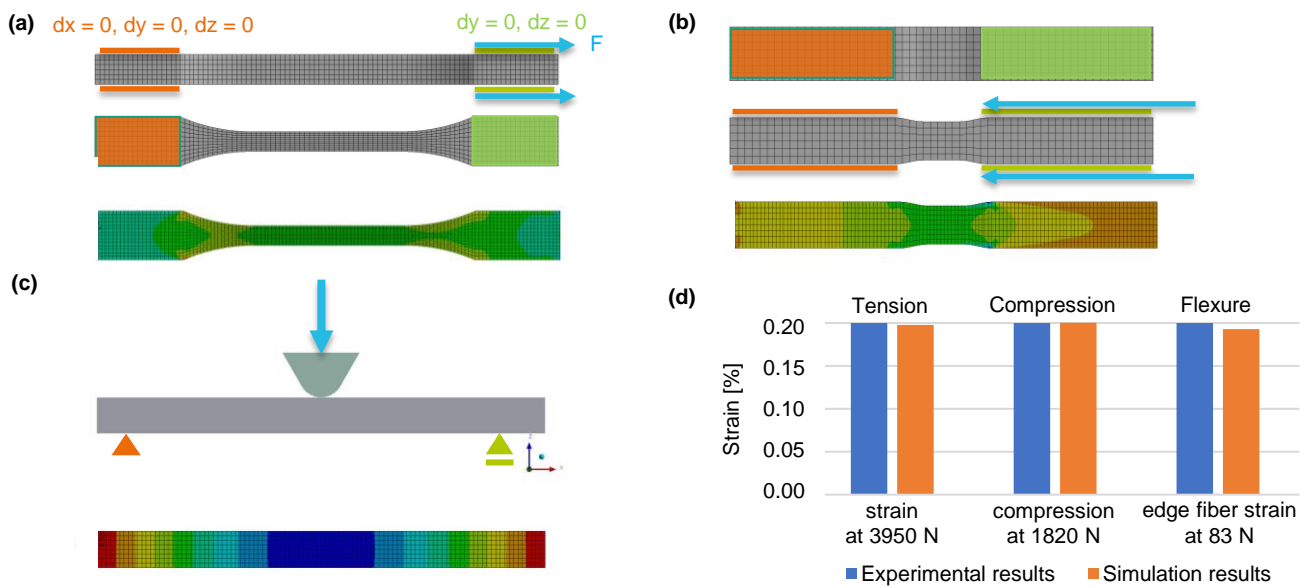 (a)
dx = 0, dy = 0, dz = 0
dy = 0, dz = 0
F
(b)
(c)
z
x
(d)
Tension
Compression
Flexure
Strain [%]
0.20
0.15
0.10
0.05
0.00
strain
at 3950 N
compression
at 1820 N
edge fiber strain
at 83 N
Experimental results
Simulation results